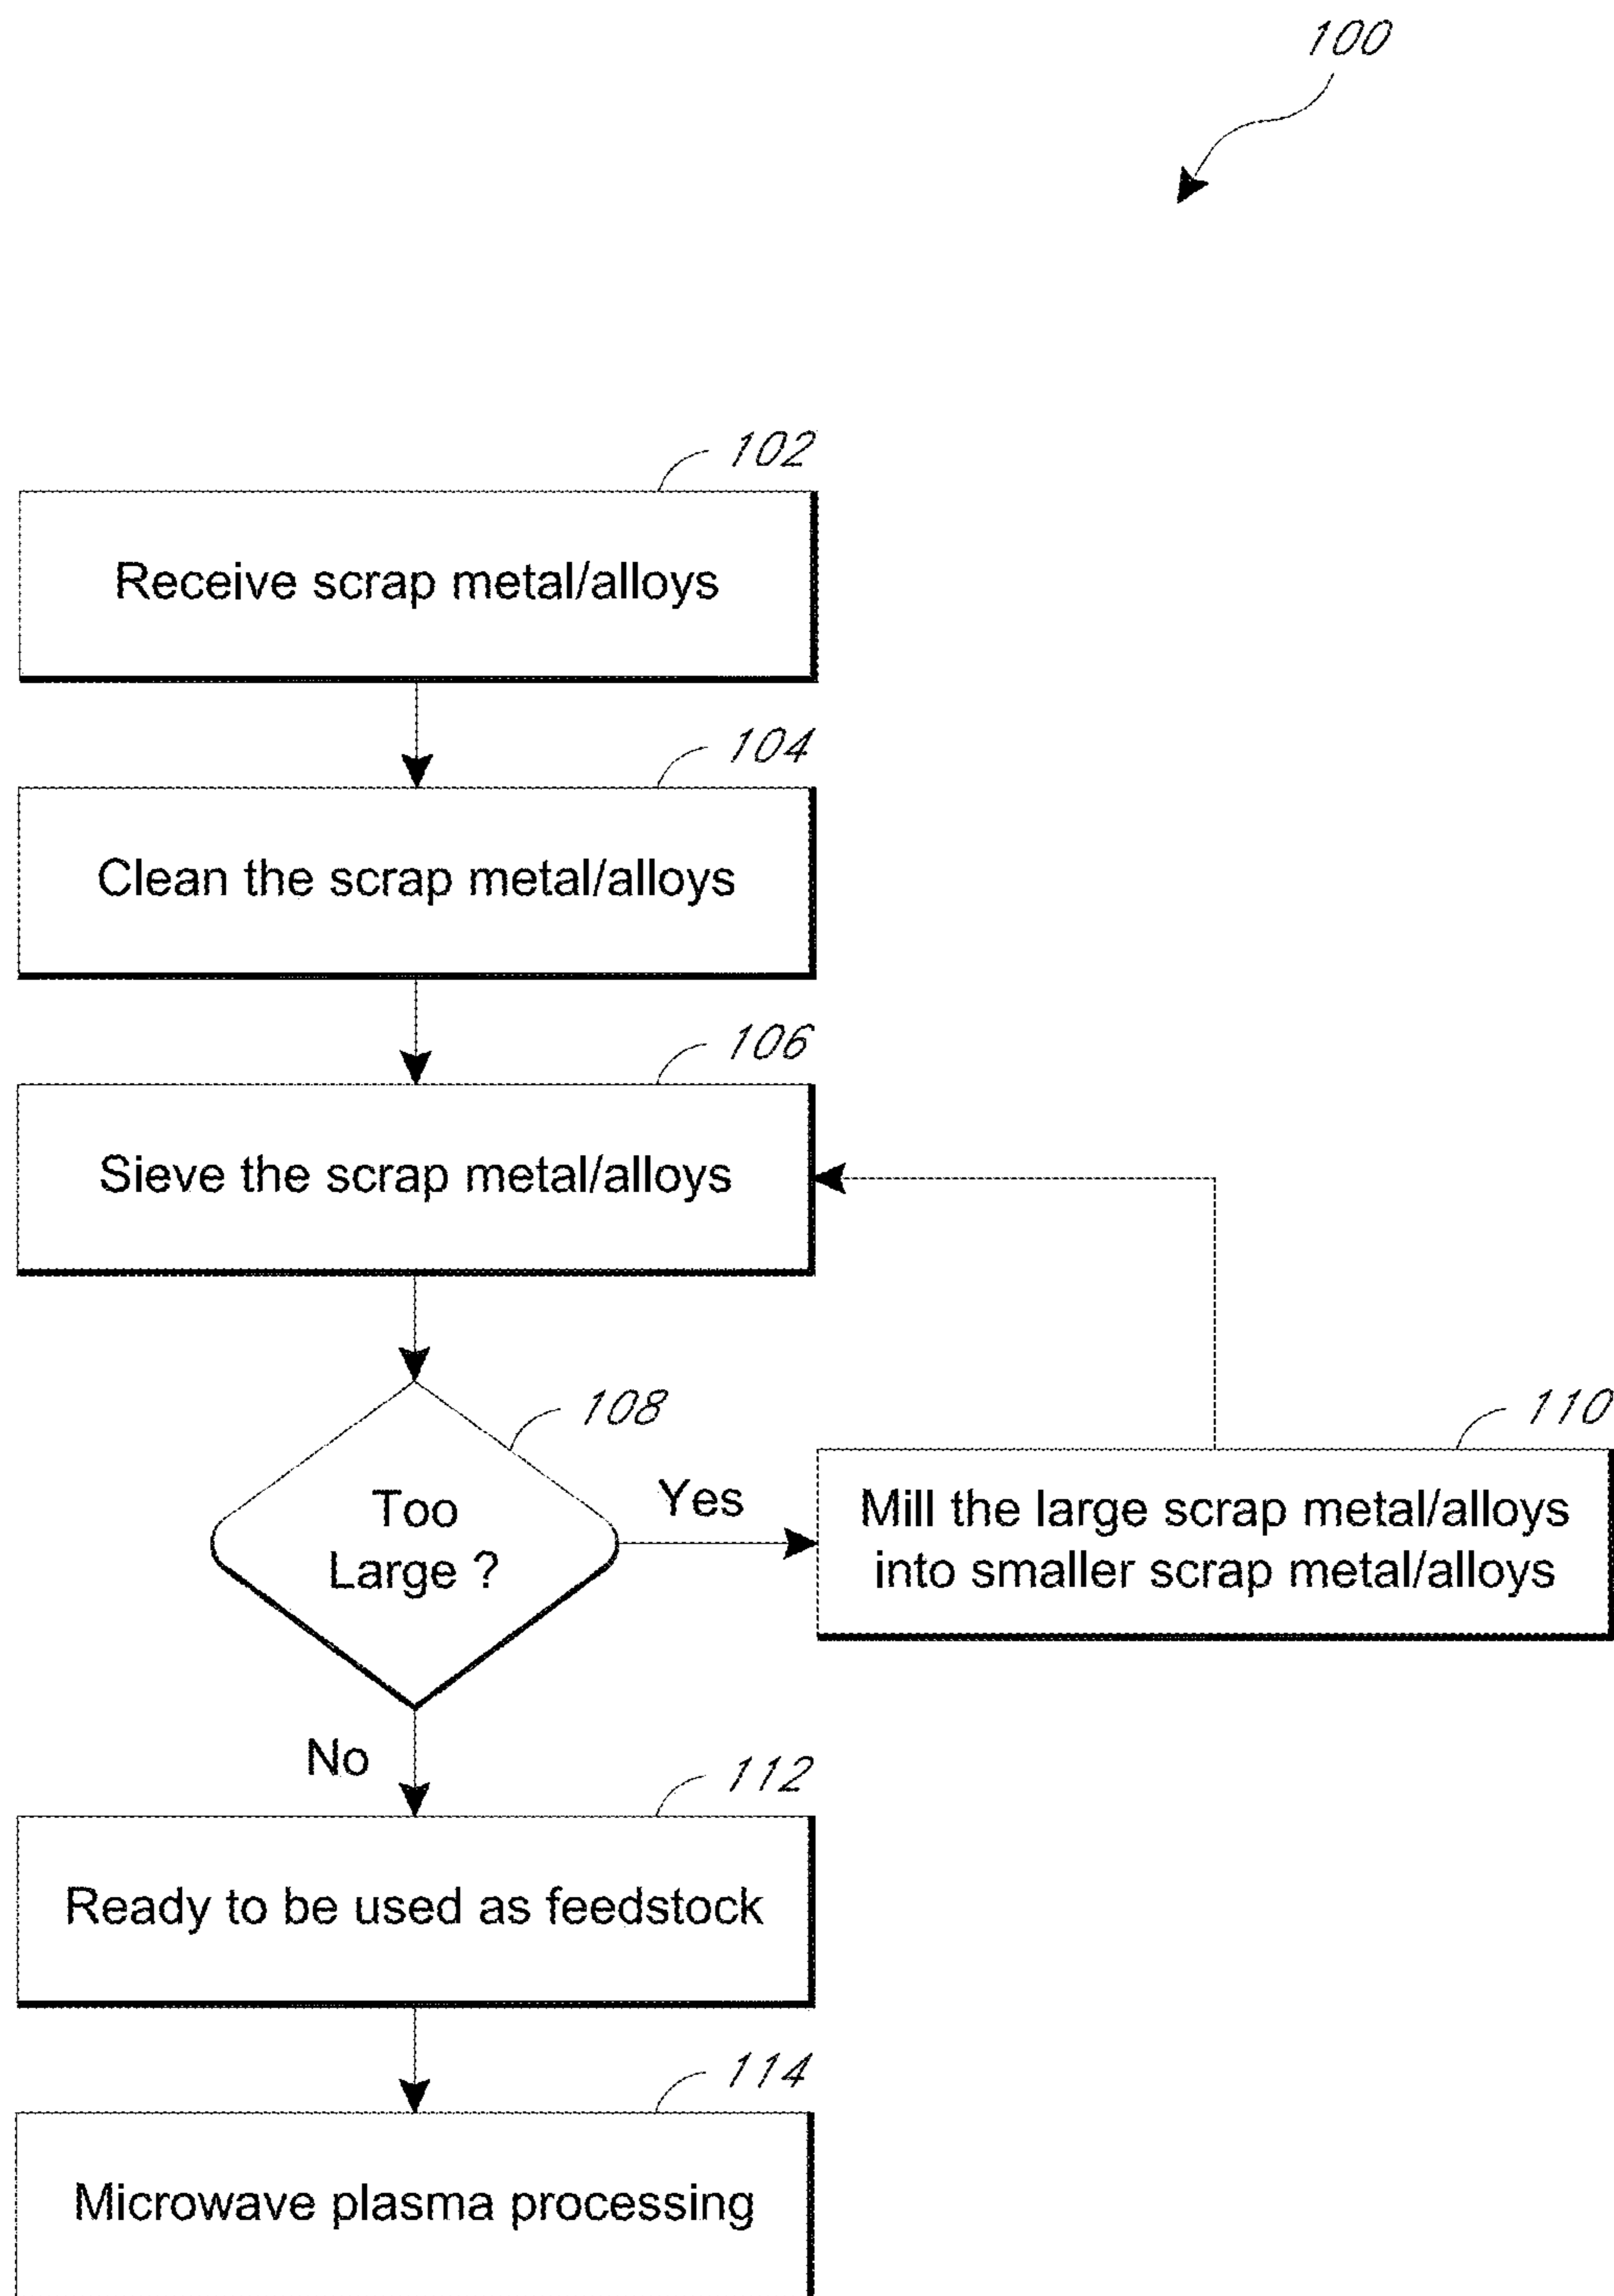 100
102
Receive scrap metal/alloys
104
Clean the scrap metal/alloys
106
Sieve the scrap metal/alloys
108
Too
Large ?
Yes
110
Mill the large scrap metal/alloys
into smaller scrap metal/alloys
No
112
Ready to be used as feedstock
114
Microwave plasma processing